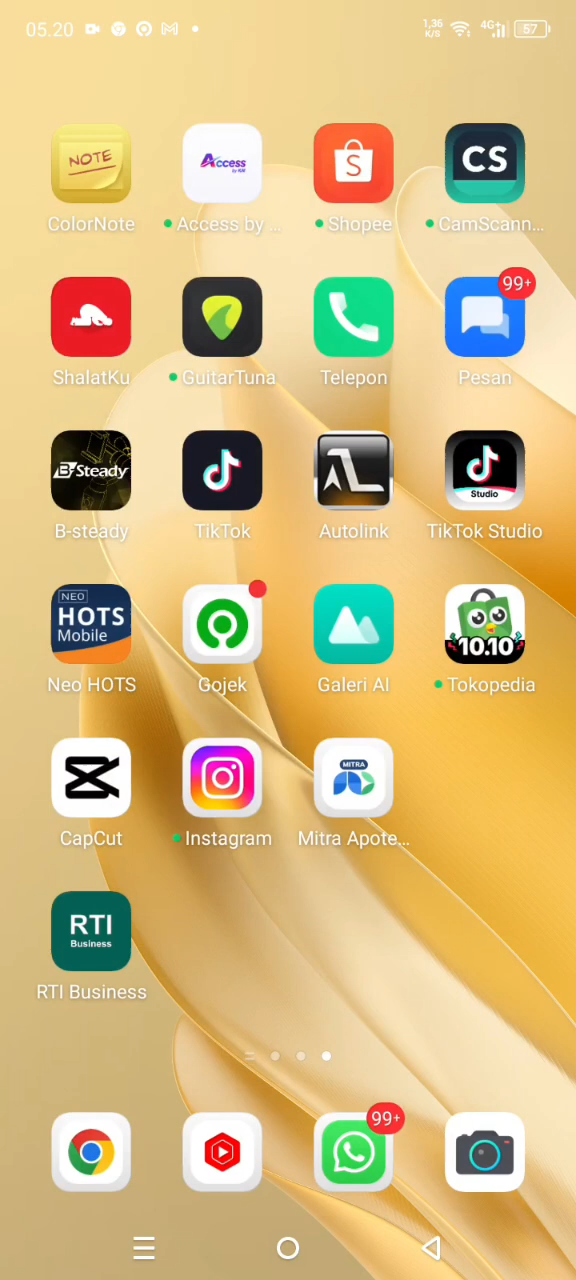 05.20 1,36 K/S 4G+ 57
NOTE Access by KAI S CS
ColorNote Access by ... Shopee CamScann...
99+
ShalatKu GuitarTuna Telepon Pesan
B-Steady Studio
B-steady TikTok Autolink TikTok Studio
NEO HOTS Mobile 10.10
Neo HOTS Gojek Galeri AI Tokopedia
MITRA
CapCut Instagram Mitra Apote...
RTI
Business
RTI Business
99+